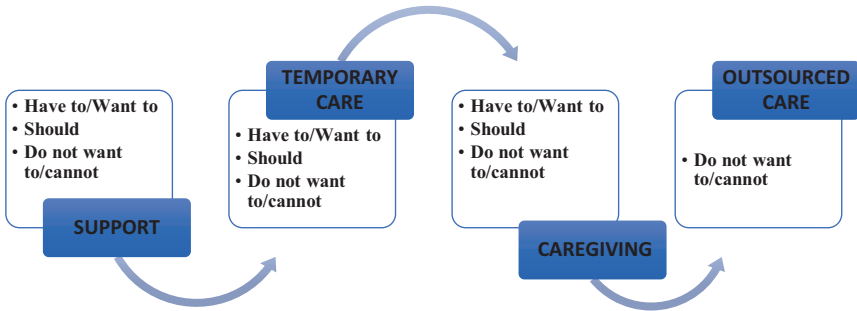 • Have to/Want to
• Should
• Do not want
to/cannot
SUPPORT
TEMPORARY
CARE
• Have to/Want to
• Should
• Do not want
to/cannot
• Have to/Want to
• Should
• Do not want
to/cannot
CAREGIVING
OUTSOURCED
CARE
• Do not want
to/cannot